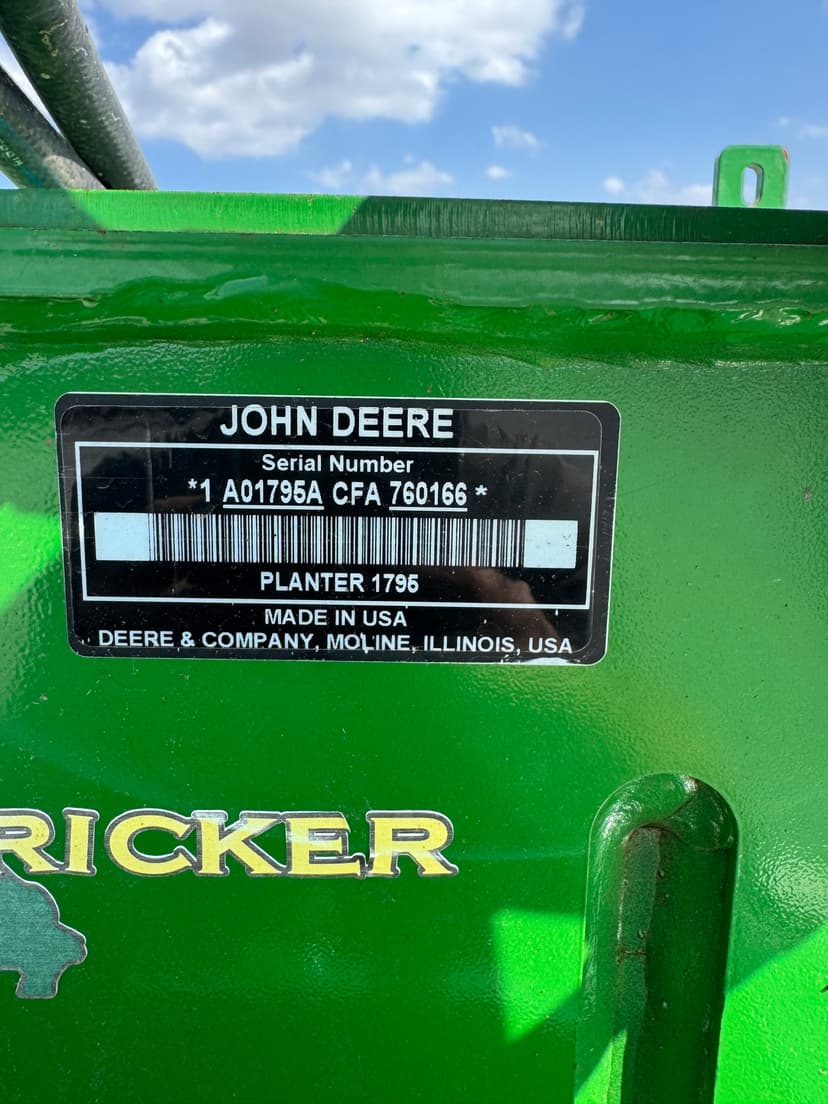 JOHN DEERE
Serial Number
*1 A01795A CFA 760166 *
PLANTER 1795
MADE IN USA
DEERE & COMPANY, MOLINE, ILLINOIS, USA
RICKER